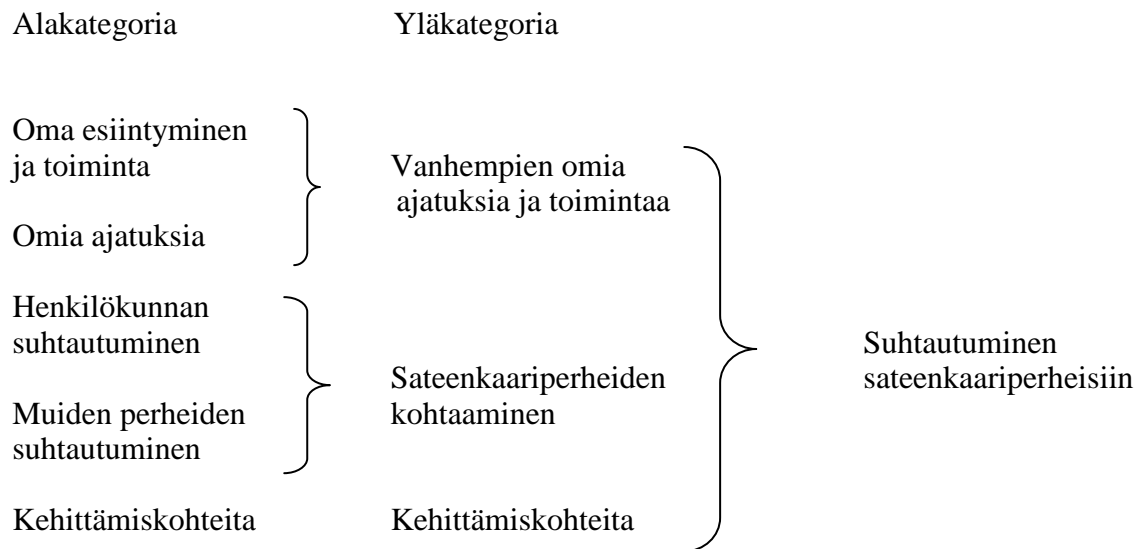 Alakategoria
Yläkategoria
Oma esiintyminen
ja toiminta
Omia ajatuksia
Vanhempien omia
ajatuksia ja toimintaa
Henkilökunnan
suhtautuminen
Muiden perheiden
suhtautuminen
Sateenkaariperheiden
kohtaaminen
Kehittämiskohteita
Kehittämiskohteita
Suhtautuminen
sateenkaariperheisiin